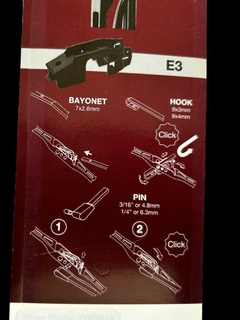 E3
BAYONET
7x2.6mm
HOOK
9x3mm
9x4mm
Click
PIN
3/16" or 4.8mm
1/4" or 6.3mm
1
2
Click